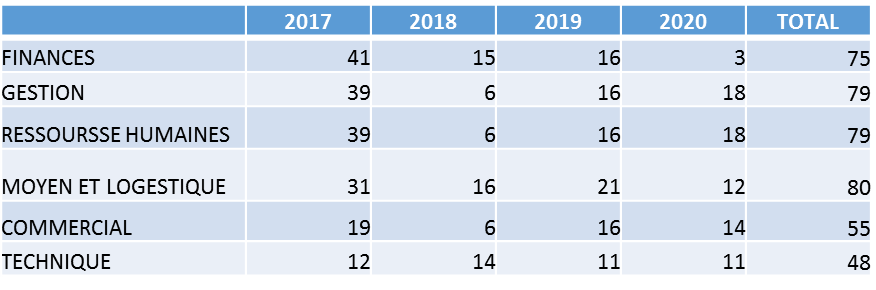 2017 2018 2019 2020 TOTAL
FINANCES 41 15 16 3 75
GESTION 39 6 16 18 79
RESSOURSSE HUMAINES 39 6 16 18 79
MOYEN ET LOGESTIQUE 31 16 21 12 80
COMMERCIAL 19 6 16 14 55
TECHNIQUE 12 14 11 11 48